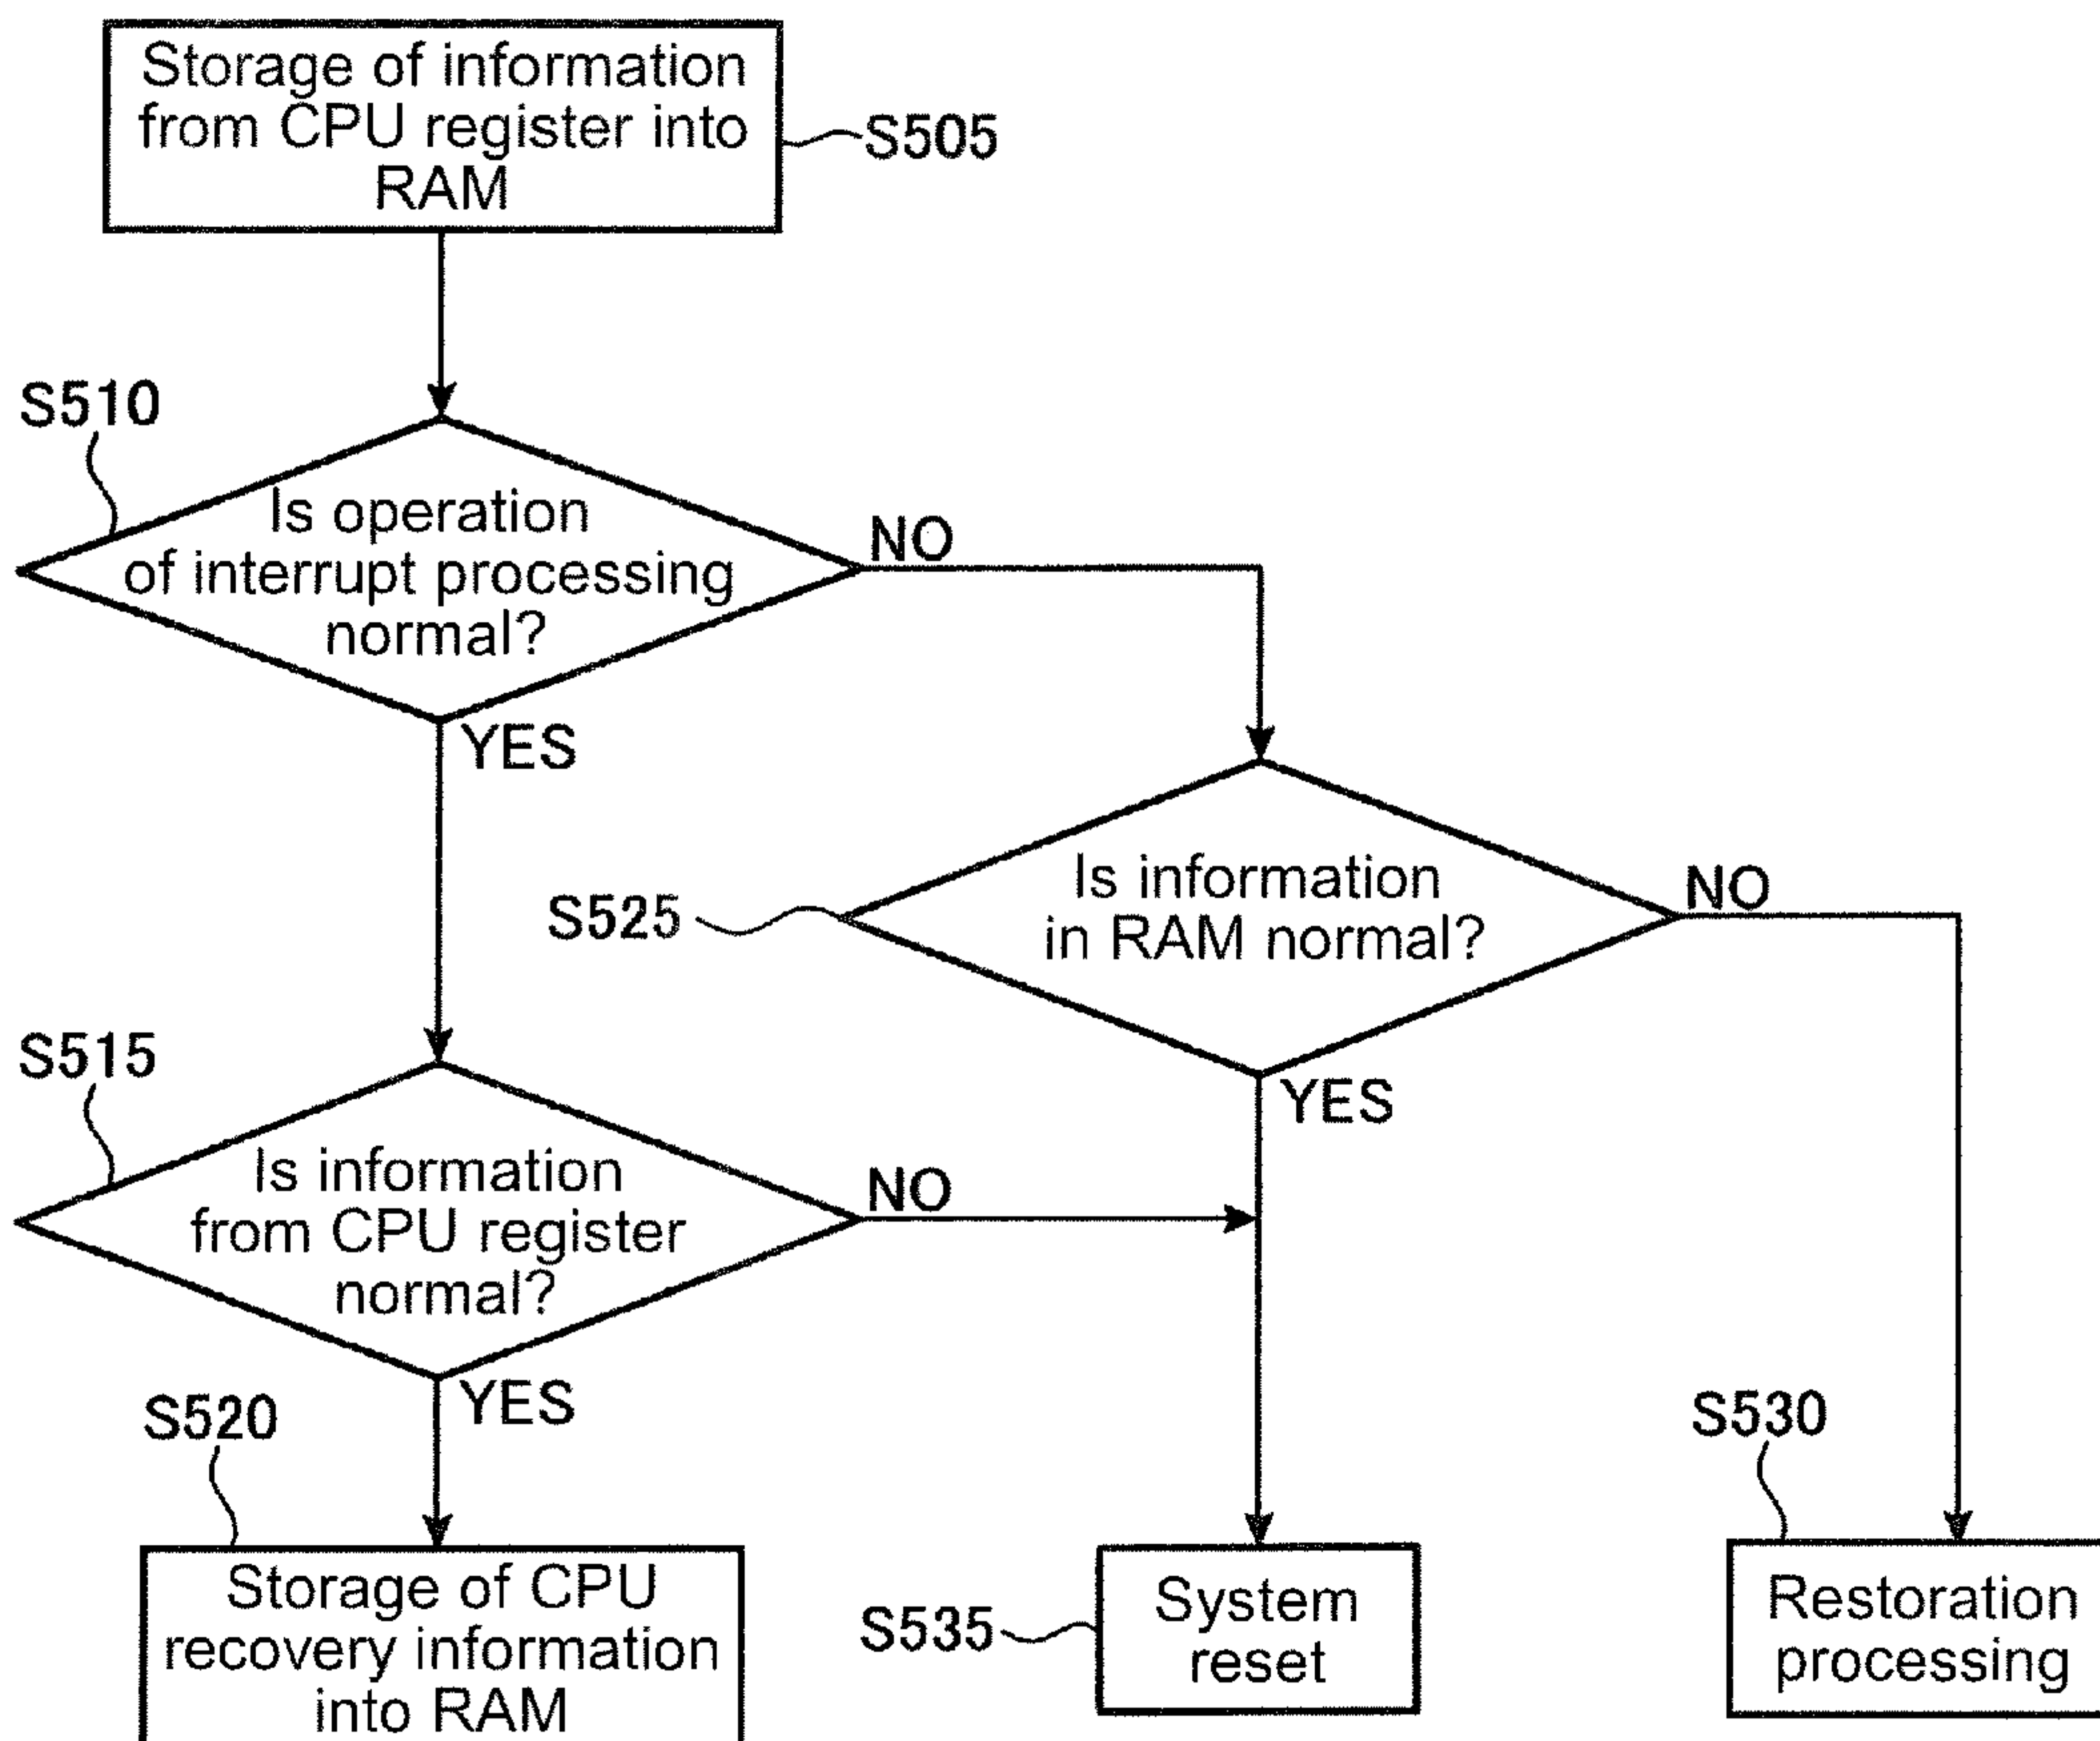 Storage of information
from CPU register into
RAM
S505
S510
Is operation
of interrupt processing
normal?
NO
YES
S525
Is information
in RAM normal?
NO
YES
S515
Is information
from CPU register
normal?
NO
YES
S520
Storage of CPU
recovery information
into RAM
S535
System
reset
S530
Restoration
processing